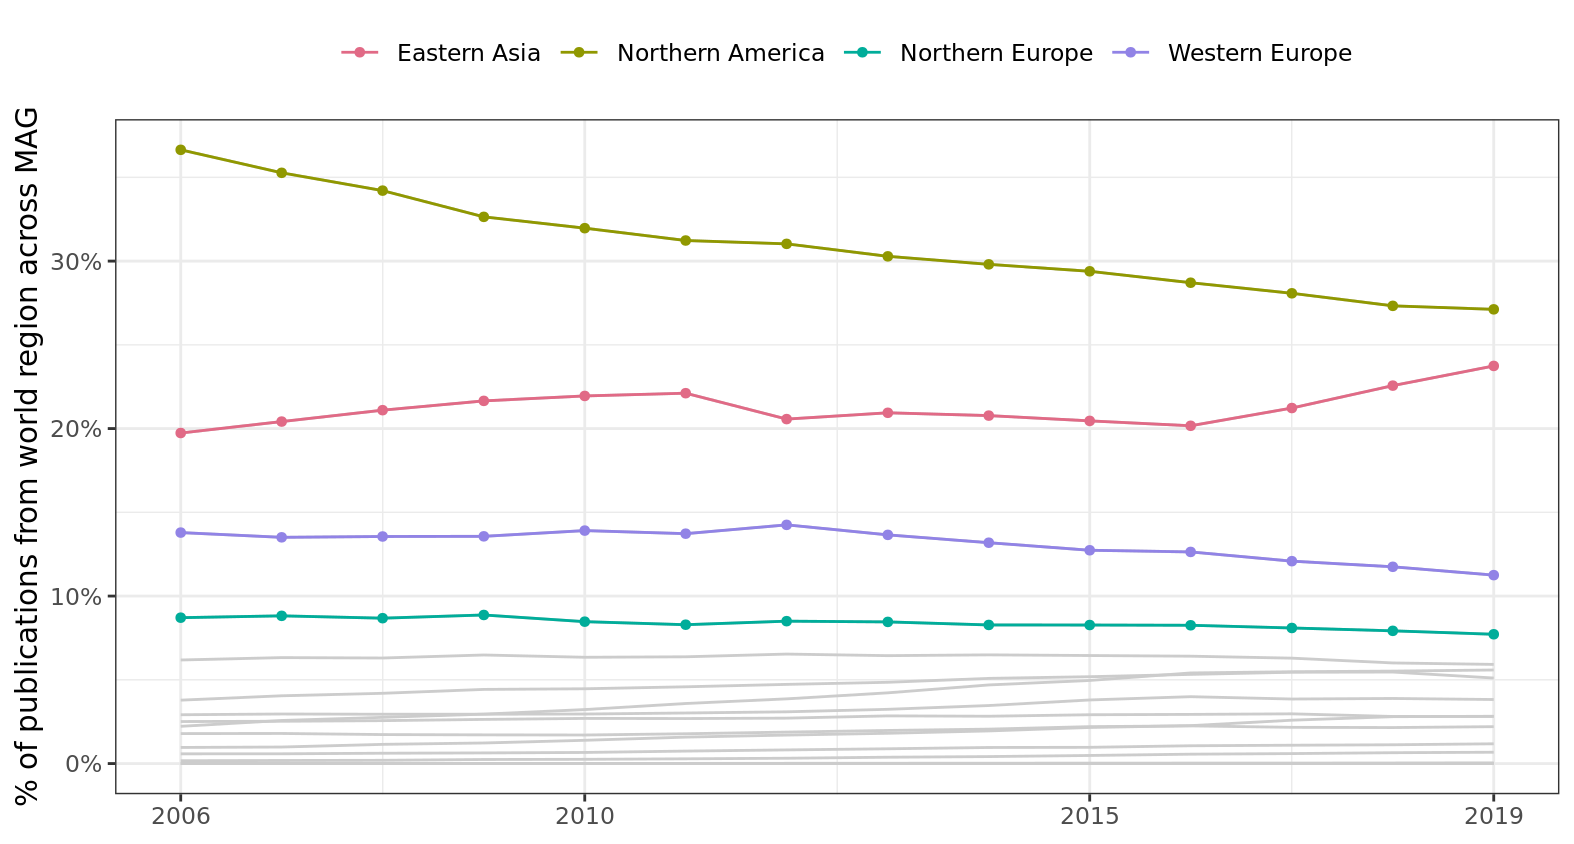 Eastern Asia Northern America Northern Europe Western Europe
% of publications from world region across MAG
30%
20%
10%
0%
2006 2010 2015 2019